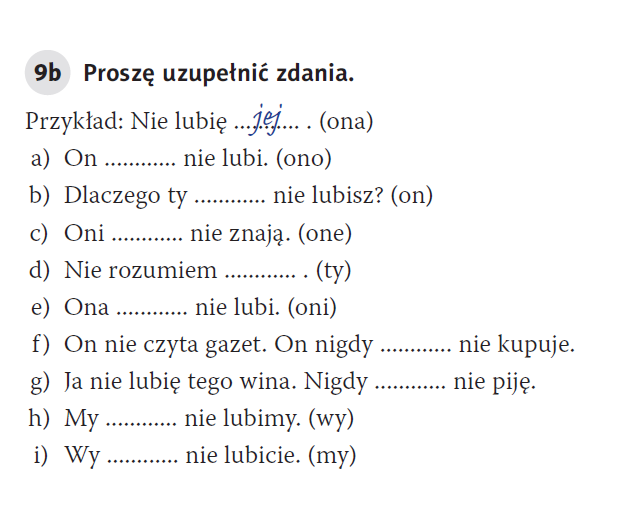 9b Proszę uzupełnić zdania.
Przykład: Nie lubię ...jej... . (ona)
a) On ............ nie lubi. (ono)
b) Dlaczego ty ............ nie lubisz? (on)
c) Oni ............ nie znają. (one)
d) Nie rozumiem ............ . (ty)
e) Ona ............ nie lubi. (oni)
f) On nie czyta gazet. On nigdy ............ nie kupuje.
g) Ja nie lubię tego wina. Nigdy ............ nie piję.
h) My ............ nie lubimy. (wy)
i) Wy ............ nie lubicie. (my)